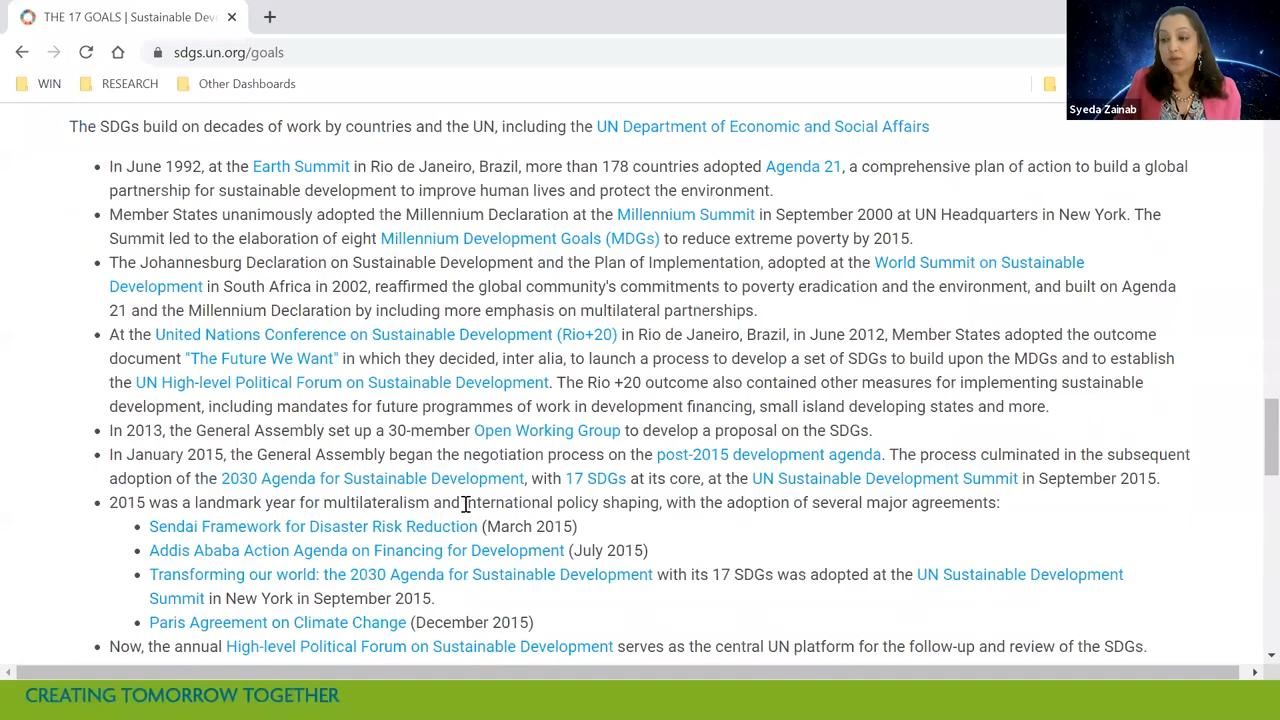 THE 17 GOALS | Sustainable Dev
sdgs.un.org/goals
WIN RESEARCH Other Dashboards
Syeda Zainab
The SDGs build on decades of work by countries and the UN, including the UN Department of Economic and Social Affairs
• In June 1992, at the Earth Summit in Rio de Janeiro, Brazil, more than 178 countries adopted Agenda 21, a comprehensive plan of action to build a global
partnership for sustainable development to improve human lives and protect the environment.
• Member States unanimously adopted the Millennium Declaration at the Millennium Summit in September 2000 at UN Headquarters in New York. The
Summit led to the elaboration of eight Millennium Development Goals (MDGs) to reduce extreme poverty by 2015.
• The Johannesburg Declaration on Sustainable Development and the Plan of Implementation, adopted at the World Summit on Sustainable
Development in South Africa in 2002, reaffirmed the global community's commitments to poverty eradication and the environment, and built on Agenda
21 and the Millennium Declaration by including more emphasis on multilateral partnerships.
• At the United Nations Conference on Sustainable Development (Rio+20) in Rio de Janeiro, Brazil, in June 2012, Member States adopted the outcome
document "The Future We Want" in which they decided, inter alia, to launch a process to develop a set of SDGs to build upon the MDGs and to establish
the UN High-level Political Forum on Sustainable Development. The Rio +20 outcome also contained other measures for implementing sustainable
development, including mandates for future programmes of work in development financing, small island developing states and more.
• In 2013, the General Assembly set up a 30-member Open Working Group to develop a proposal on the SDGs.
• In January 2015, the General Assembly began the negotiation process on the post-2015 development agenda. The process culminated in the subsequent
adoption of the 2030 Agenda for Sustainable Development, with 17 SDGs at its core, at the UN Sustainable Development Summit in September 2015.
• 2015 was a landmark year for multilateralism and international policy shaping, with the adoption of several major agreements:
• Sendai Framework for Disaster Risk Reduction (March 2015)
• Addis Ababa Action Agenda on Financing for Development (July 2015)
• Transforming our world: the 2030 Agenda for Sustainable Development with its 17 SDGs was adopted at the UN Sustainable Development
Summit in New York in September 2015.
• Paris Agreement on Climate Change (December 2015)
• Now, the annual High-level Political Forum on Sustainable Development serves as the central UN platform for the follow-up and review of the SDGs.
CREATING TOMORROW TOGETHER